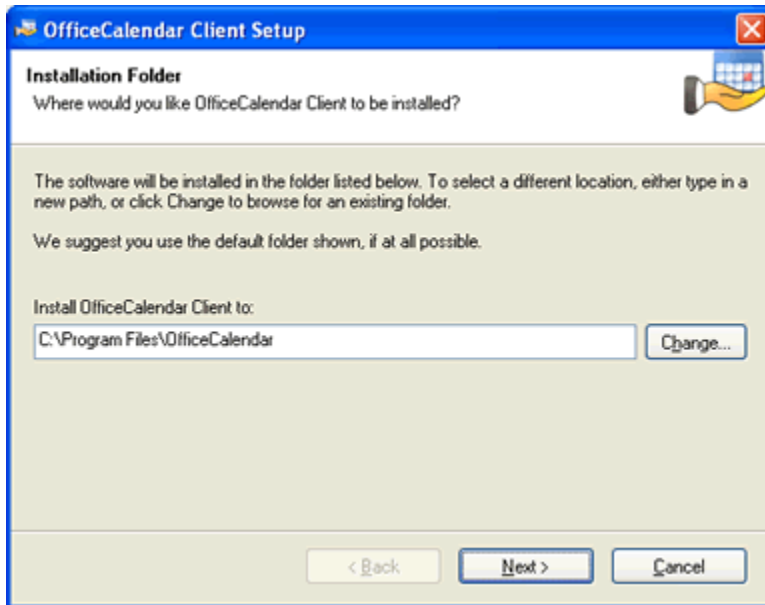 OfficeCalendar Client Setup
Installation Folder
Where would you like OfficeCalendar Client to be installed?
The software will be installed in the folder listed below. To select a different location, either type in a
new path, or click Change to browse for an existing folder.
We suggest you use the default folder shown, if at all possible.
Install OfficeCalendar Client to:
C:\Program Files\OfficeCalendar
Change...
< Back
Next >
Cancel